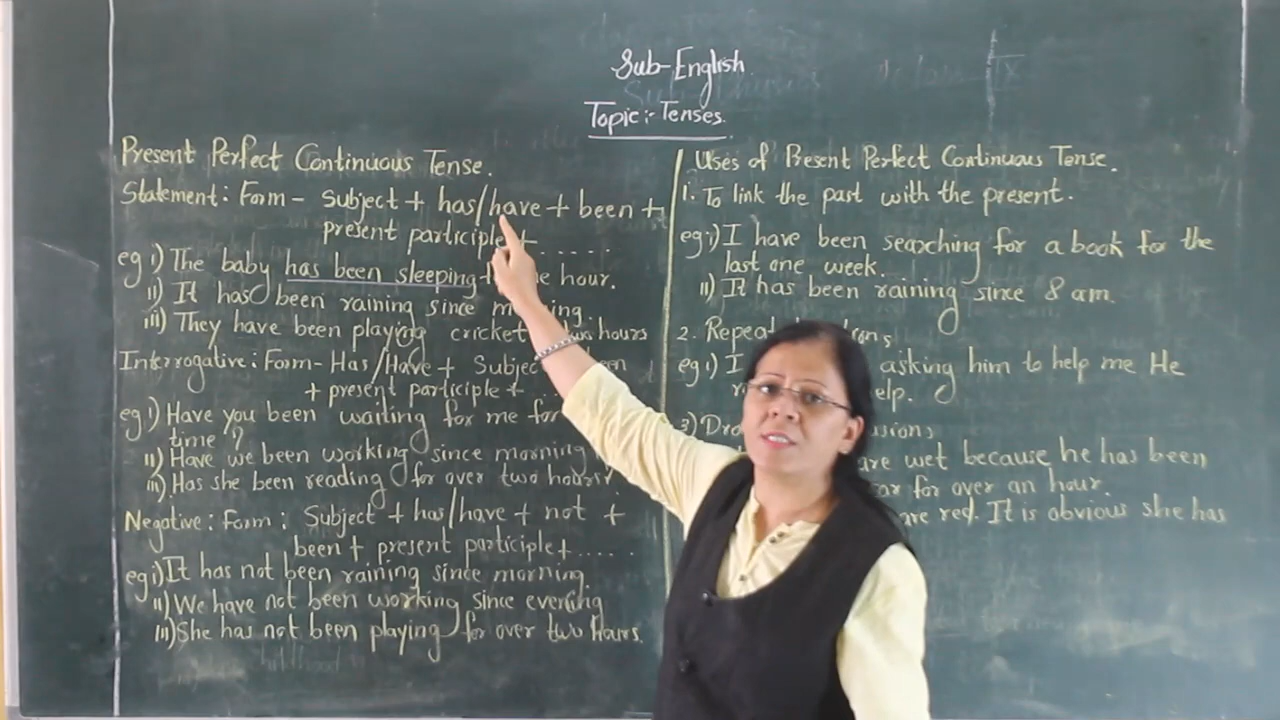 Sub-English
Topic:- Tenses.
Present Perfect Continuous Tense.
Statement: Form - Subject + has/have + been +
present participle + .....
eg i) The baby has been sleeping hour.
ii) It has been raining since
iii) They have been playing cricket two hours
Interrogative: Form- Has/Have + Subject
+ present participle +
eg i) Have you been waiting for me for
time?
ii) Have we been working since morning
iii) Has she been reading for over two hours?
Negative: Form: Subject + has/have + not +
been + present participle + .....
eg i) It has not been raining since morning.
ii) We have not been working since evening
iii) She has not been playing for over two hours.
Uses of Present Perfect Continuous Tense.
1. To link the past with the present.
eg: i) I have been searching for a book for the
last one week.
ii) It has been raining since 8 am.
2.
eg i) I asking him to help me He
3)
are wet because he has been
for over an hour.
are red. It is obvious she has